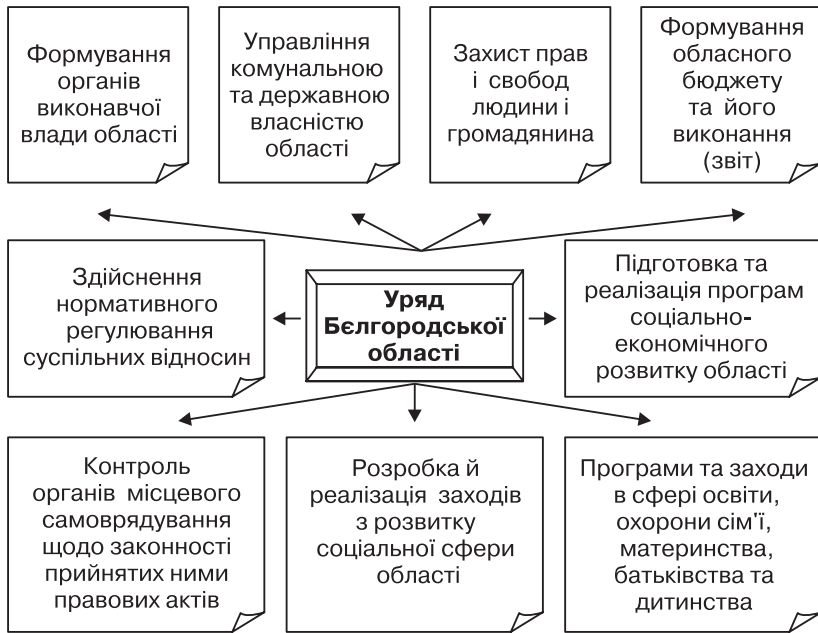 Формування
органів
виконавчої
влади області
Управління
комунальною
та державною
власністю
області
Захист прав
і свобод
людини і
громадянина
Формування
обласного
бюджету
та його
виконання
(звіт)
Здійснення
нормативного
регулювання
суспільних відносин
Уряд
Бєлгородської
області
Підготовка та
реалізація програм
соціально-
економічного
розвитку області
Контроль
органів місцевого
самоврядування
щодо законності
прийнятих ними
правових актів
Розробка й
реалізація заходів
з розвитку
соціальної сфери
області
Програми та заходи
в сфері освіти,
охорони сім'ї,
материнства,
батьківства та
дитинства